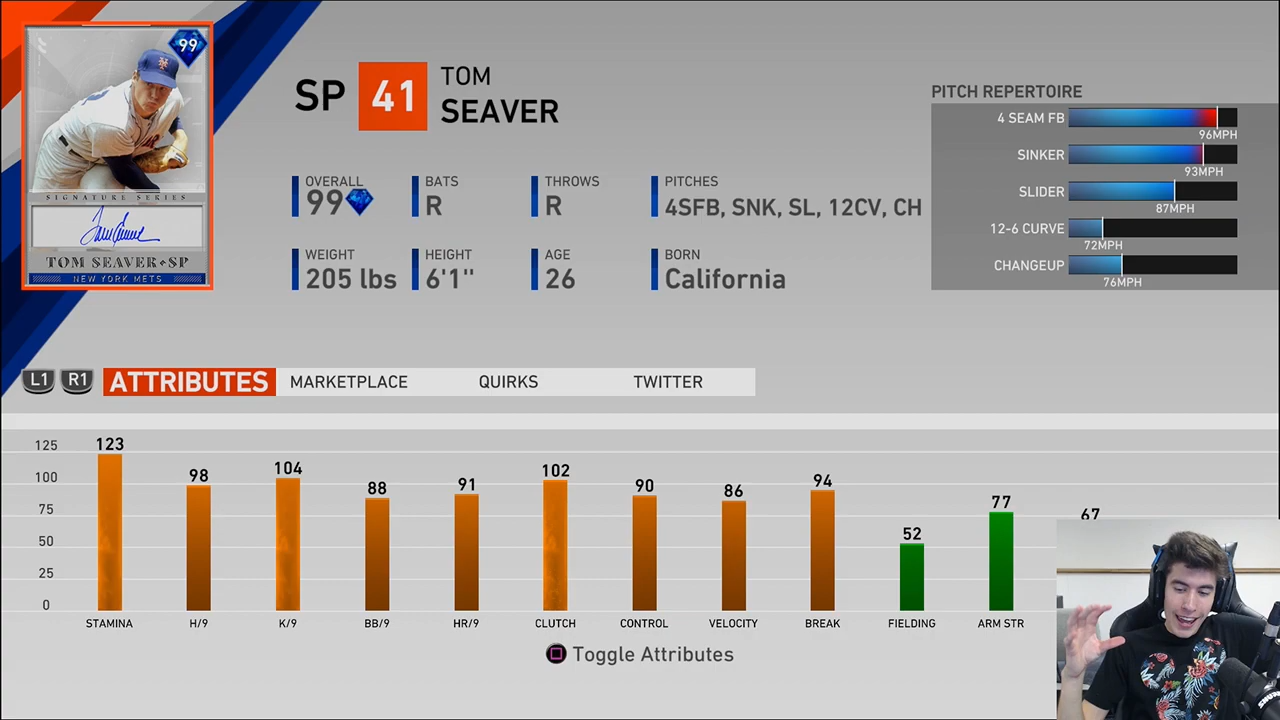 99
SIGNATURE SERIES
Tom Seaver
TOM SEAVER • SP
NEW YORK METS
SP 41 TOM SEAVER
OVERALL BATS THROWS PITCHES
99 R R 4SFB, SNK, SL, 12CV, CH
WEIGHT HEIGHT AGE BORN
205 lbs 6'1" 26 California
PITCH REPERTOIRE
4 SEAM FB
96MPH
SINKER
93MPH
SLIDER
87MPH
12-6 CURVE
72MPH
CHANGEUP
76MPH
L1 R1 ATTRIBUTES MARKETPLACE QUIRKS TWITTER
125
100
75
50
25
0
123 98 104 88 91 102 90 86 94 52 77 67
STAMINA H/9 K/9 BB/9 HR/9 CLUTCH CONTROL VELOCITY BREAK FIELDING ARM STR
Toggle Attributes